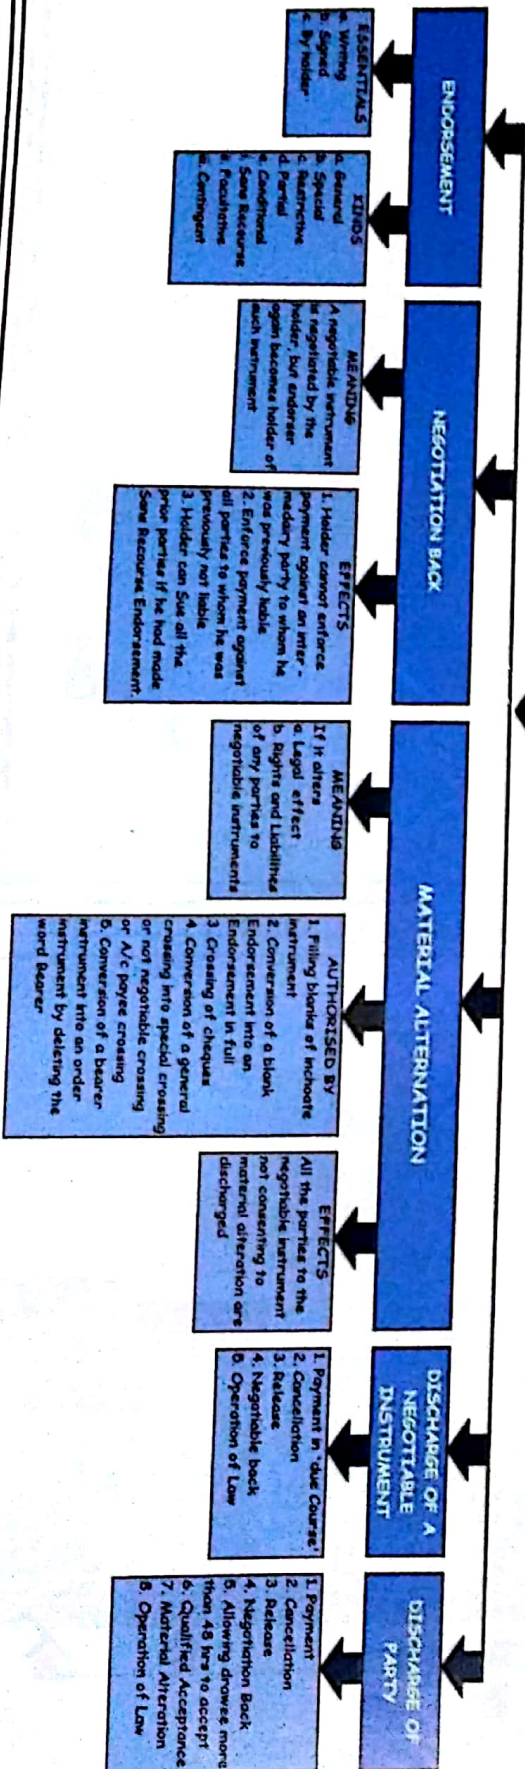 ENDORSEMENT
ESSENTIALS
a. Writing
b. Signed
c. By holder
KINDS
a. General
b. Special
c. Restrictive
d. Partial
e. Conditional
Sans Recourse
Facultative
Contingent
NEGOTIATION BACK
MEANING
A negotiable instrument
is negotiated by the
holder, but endorser
again becomes holder of
such instrument
EFFECTS
1. Holder cannot enforce
payment against an inter-
medary party to whom he
was previously liable
2. Enforce payment against
all parties to whom he was
previously not liable
3. Holder can Sue all the
prior parties if he had made
Sans Recourse Endorsement.
MATERIAL ALTERNATION
MEANING
If it alters
a. Legal effect
b. Rights and Liabilities
of any parties to
negotiable instruments
AUTHORISED BY
1. Filling blanks of inchoate
instrument
2. Conversion of a blank
Endorsement into an
Endorsement in full
3 Crossing of cheques
4. Conversion of a general
crossing into special crossing
or not negotiable crossing
or A/c payee crossing
5. Conversion of a bearer
instrument into an order
instrument by deleting the
word Bearer
EFFECTS
All the parties to the
negotiable instrument
not consenting to
material alteration are
discharged
DISCHARGE OF A
NEGOTIABLE
INSTRUMENT
1. Payment in 'due Course'
2. Cancellation
3. Release
4. Negotiable back
5. Operation of Law
DISCHARGE OF
PARTY
1. Payment
2. Cancellation
3. Release
4. Negotiation Back
5. Allowing drawee more
than 48 hrs to accept
6. Qualified Acceptance
7. Material Alteration
8. Operation of Law